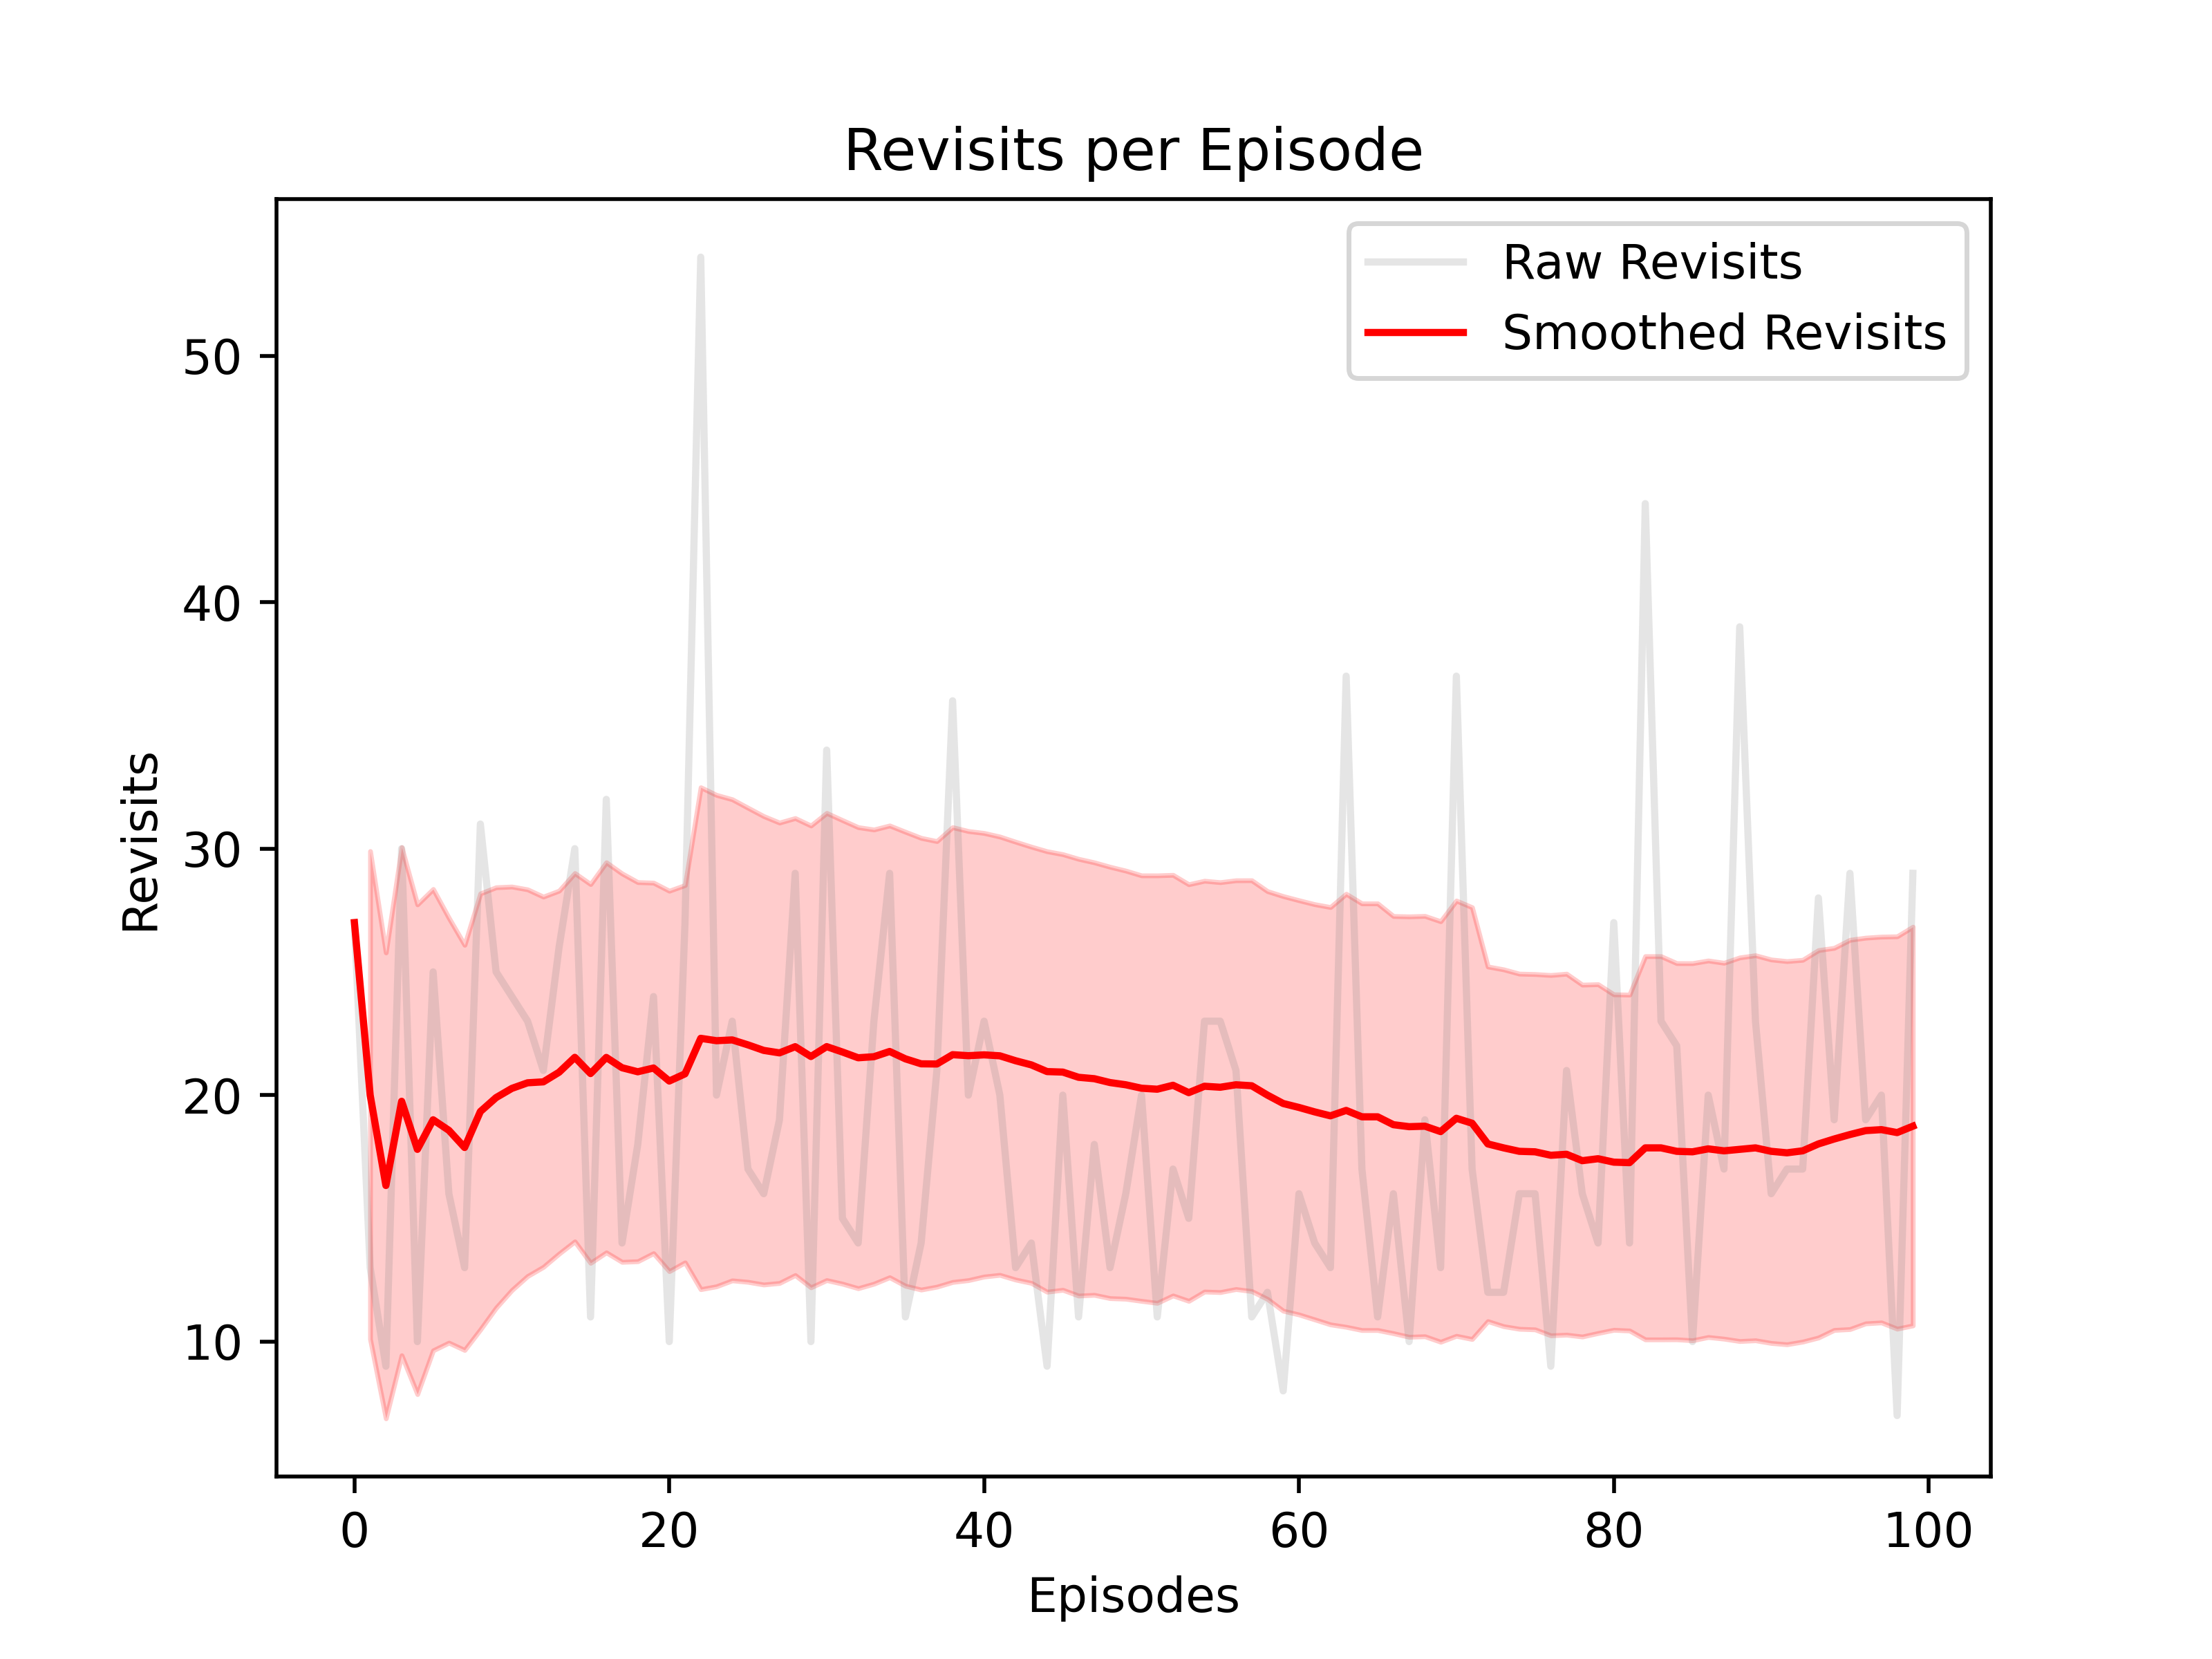 Revisits per Episode
Raw Revisits
Smoothed Revisits
50
40
30
20
10
Revisits
0 20 40 60 80 100
Episodes